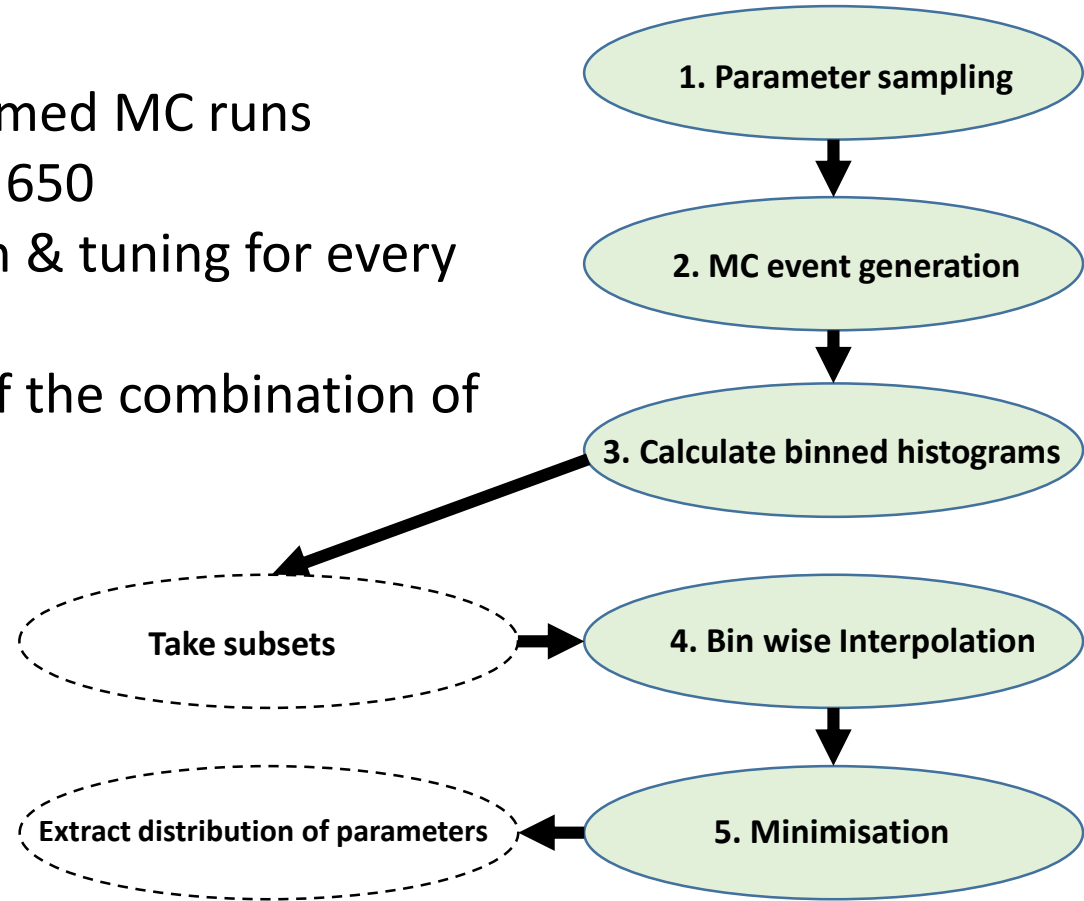 med MC runs
650
& tuning for every
the combination of
1. Parameter sampling
2. MC event generation
3. Calculate binned histograms
Take subsets
4. Bin wise Interpolation
Extract distribution of parameters
5. Minimisation